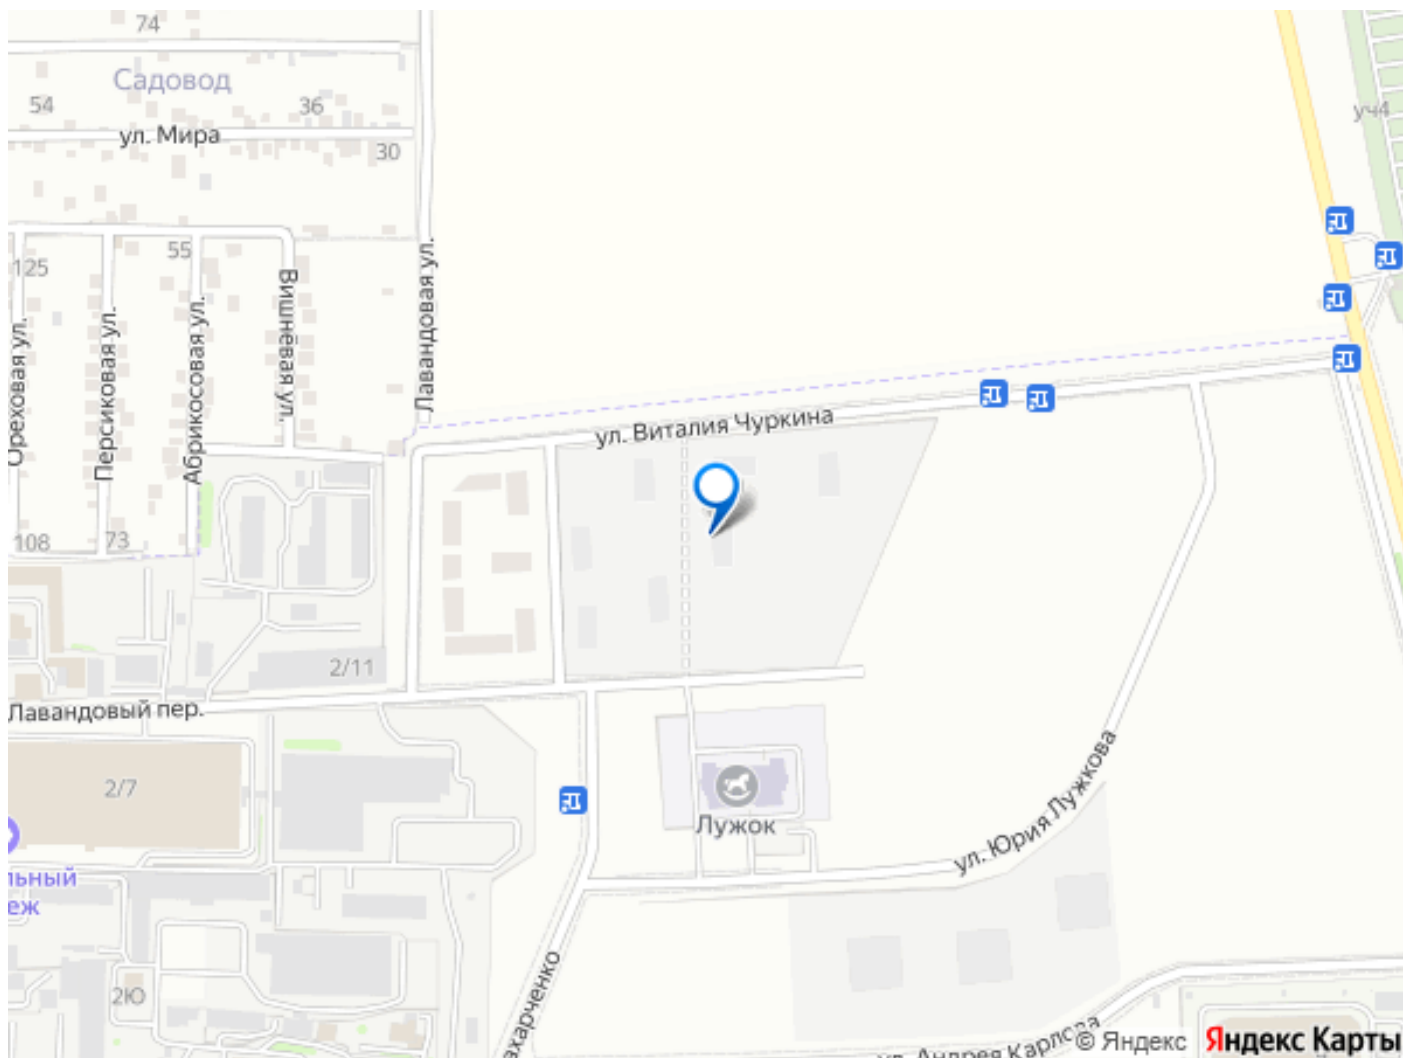 74
Садовод
54
36
ул. Мира
30
уч4
55
125
Ореховая ул.
Персиковая ул.
Абрикосовая ул.
Вишнёвая ул.
Лавандовая ул.
ул. Виталия Чуркина
108
73
2/11
Лавандовый пер.
2/7
Лужок
ул. Юрия Лужкова
льный
еж
2Ю
ахарченко
ул. Андрея Карлова
© Яндекс Яндекс Карты